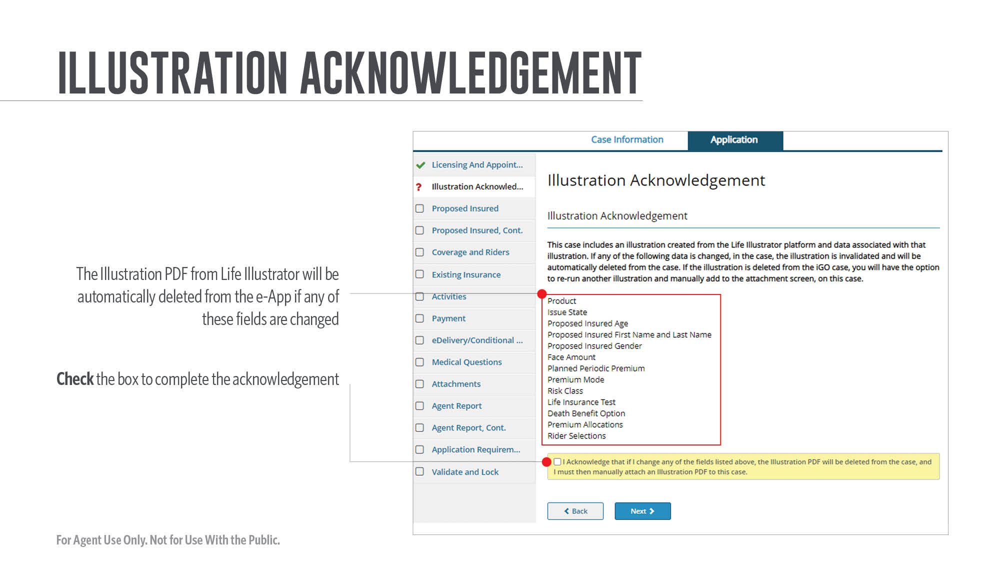 ILLUSTRATION ACKNOWLEDGEMENT
The Illustration PDF from Life Illustrator will be
automatically deleted from the e-App if any of
these fields are changed
Check the box to complete the acknowledgement
Case Information
Application
Licensing And Appoint...
Illustration Acknowled...
Proposed Insured
Proposed Insured, Cont.
Coverage and Riders
Existing Insurance
Activities
Payment
eDelivery/Conditional ...
Medical Questions
Attachments
Agent Report
Agent Report, Cont.
Application Requirem...
Validate and Lock
Illustration Acknowledgement
Illustration Acknowledgement
This case includes an illustration created from the Life Illustrator platform and data associated with that
illustration. If any of the following data is changed, in the case, the illustration is invalidated and will be
automatically deleted from the case. If the illustration is deleted from the iGO case, you will have the option
to re-run another illustration and manually add to the attachment screen, on this case.
Product
Issue State
Proposed Insured Age
Proposed Insured First Name and Last Name
Proposed Insured Gender
Face Amount
Planned Periodic Premium
Premium Mode
Risk Class
Life Insurance Test
Death Benefit Option
Premium Allocations
Rider Selections
I Acknowledge that if I change any of the fields listed above, the Illustration PDF will be deleted from the case, and
I must then manually attach an Illustration PDF to this case.
Back
Next
For Agent Use Only. Not for Use With the Public.